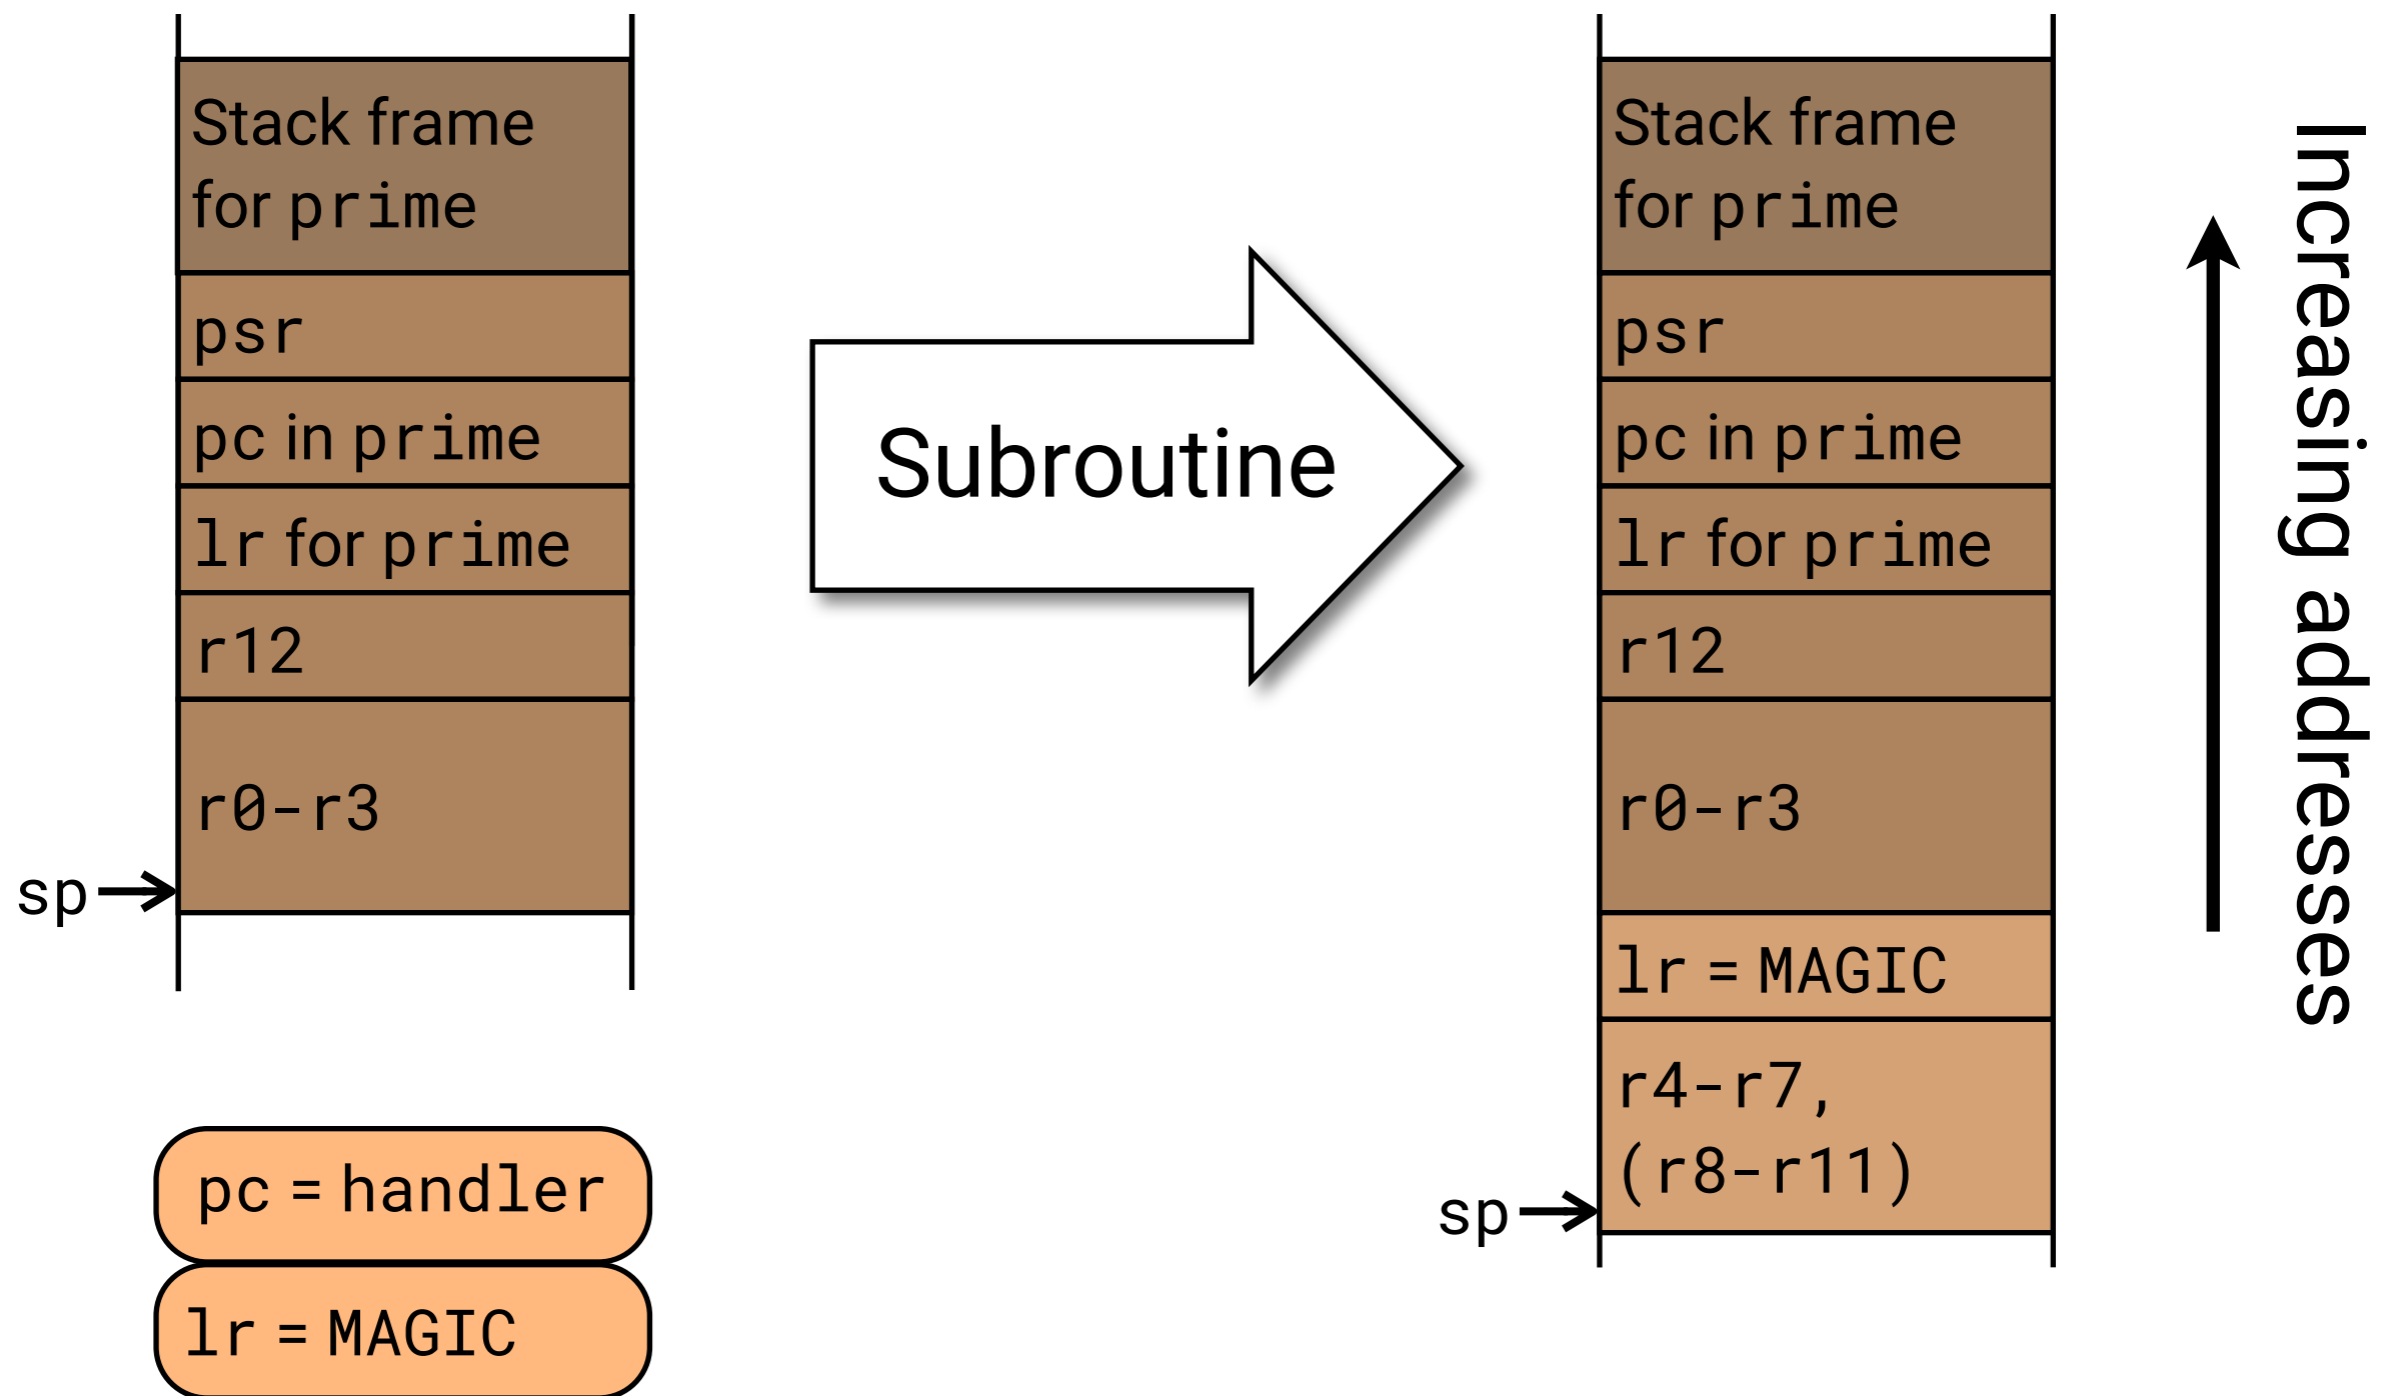 Stack frame
for prime
psr
pc in prime
lr for prime
r12
r0-r3
sp
pc = handler
lr = MAGIC
Subroutine
Stack frame
for prime
psr
pc in prime
lr for prime
r12
r0-r3
lr = MAGIC
r4-r7,
(r8-r11)
sp
Increasing addresses